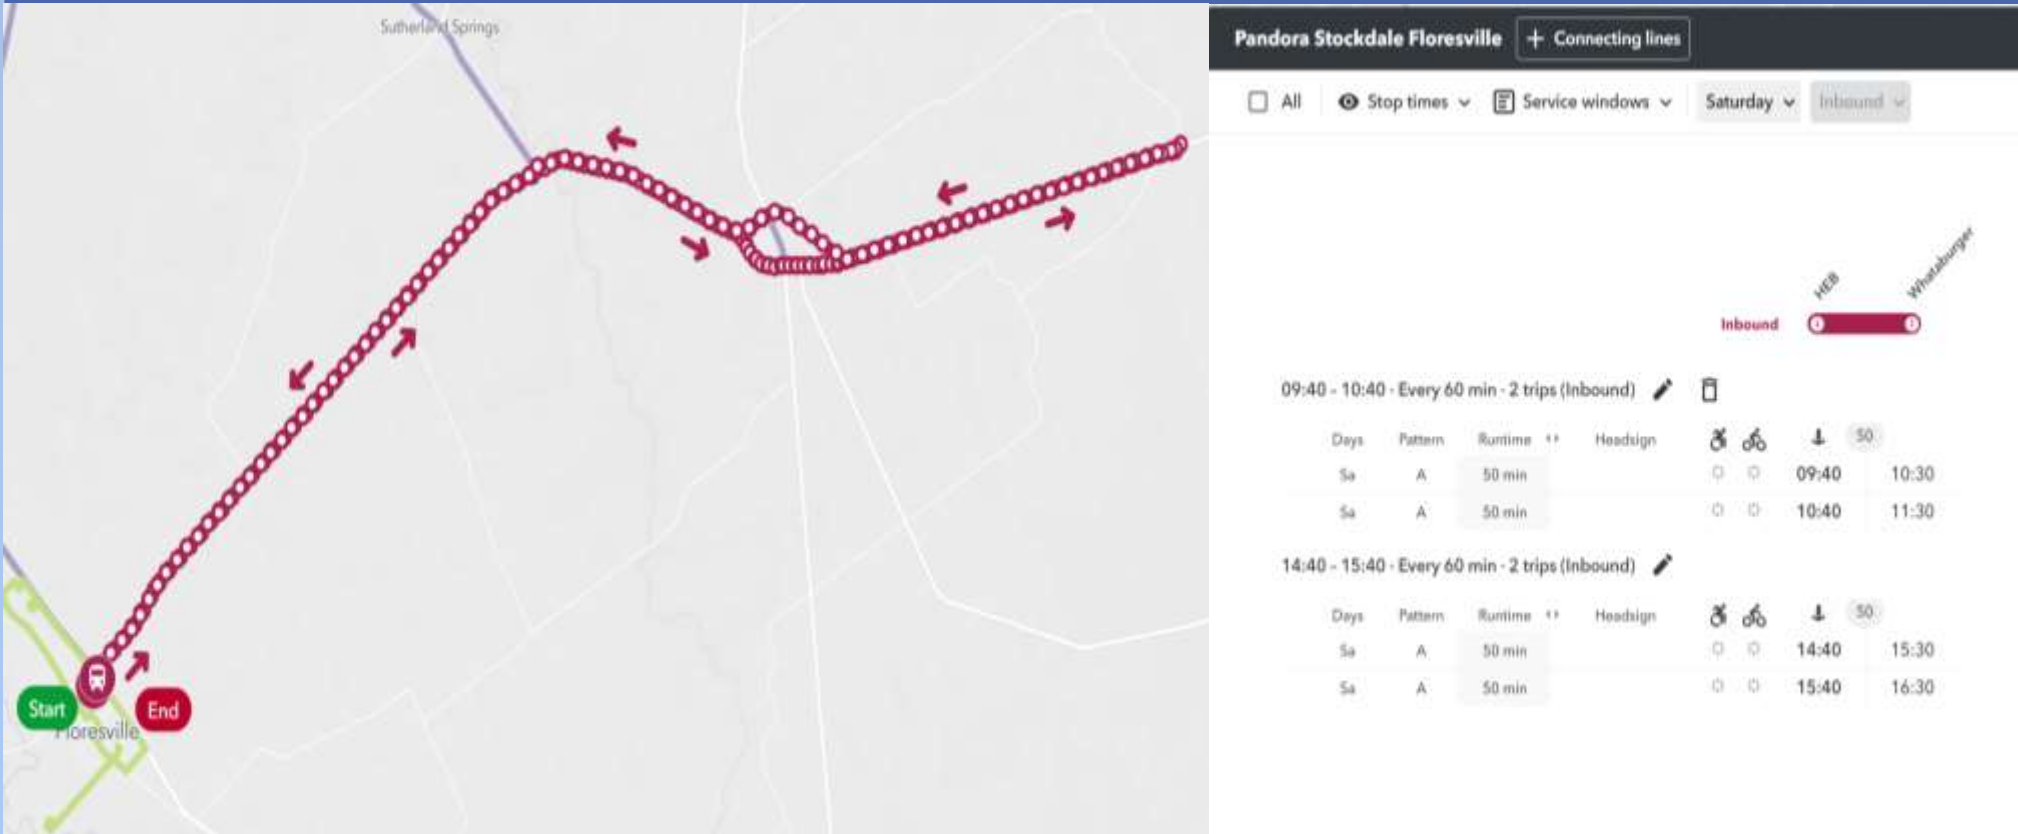 Sutherland Springs
Start
End
Floresville
Pandora Stockdale Floresville
+ Connecting lines
All
Stop times
Service windows
Saturday
Inbound
HEB
Whataburger
Inbound
09:40 - 10:40 · Every 60 min · 2 trips (Inbound)
Days Pattern Runtime Headsign 50
Sa A 50 min 09:40 10:30
Sa A 50 min 10:40 11:30
14:40 - 15:40 · Every 60 min · 2 trips (Inbound)
Days Pattern Runtime Headsign 50
Sa A 50 min 14:40 15:30
Sa A 50 min 15:40 16:30